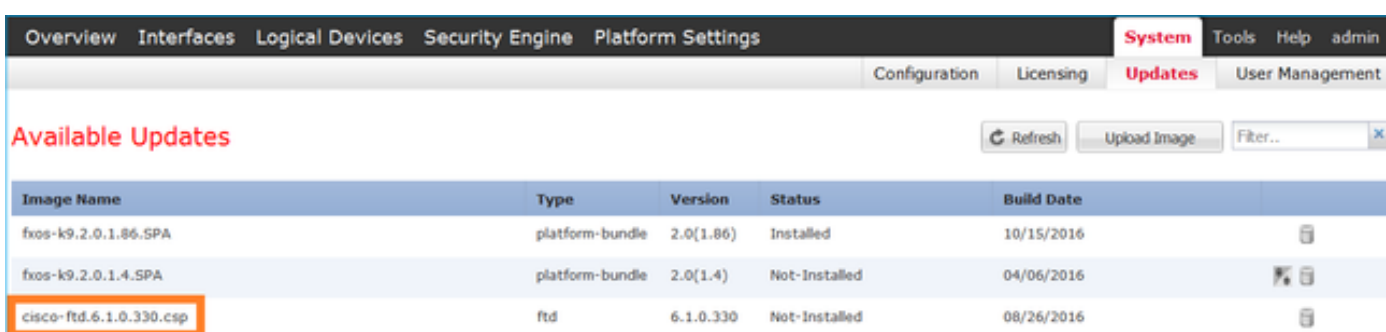 Overview Interfaces Logical Devices Security Engine Platform Settings System Tools Help admin
Configuration Licensing Updates User Management
Available Updates Refresh Upload Image Filter..
Image Name Type Version Status Build Date
fxos-k9.2.0.1.86.SPA platform-bundle 2.0(1.86) Installed 10/15/2016
fxos-k9.2.0.1.4.SPA platform-bundle 2.0(1.4) Not-Installed 04/06/2016
cisco-ftd.6.1.0.330.csp ftd 6.1.0.330 Not-Installed 08/26/2016